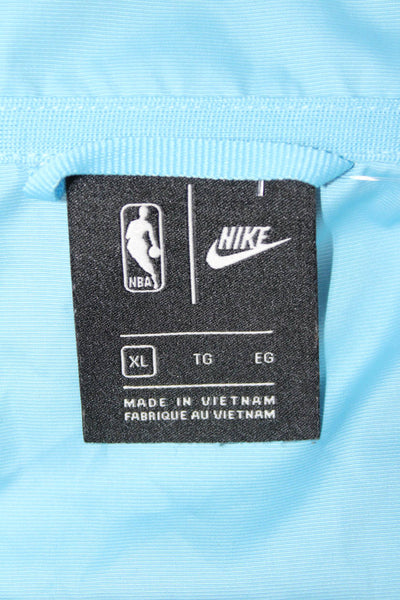 NBA
NIKE
XL TG EG
MADE IN VIETNAM
FABRIQUE AU VIETNAM